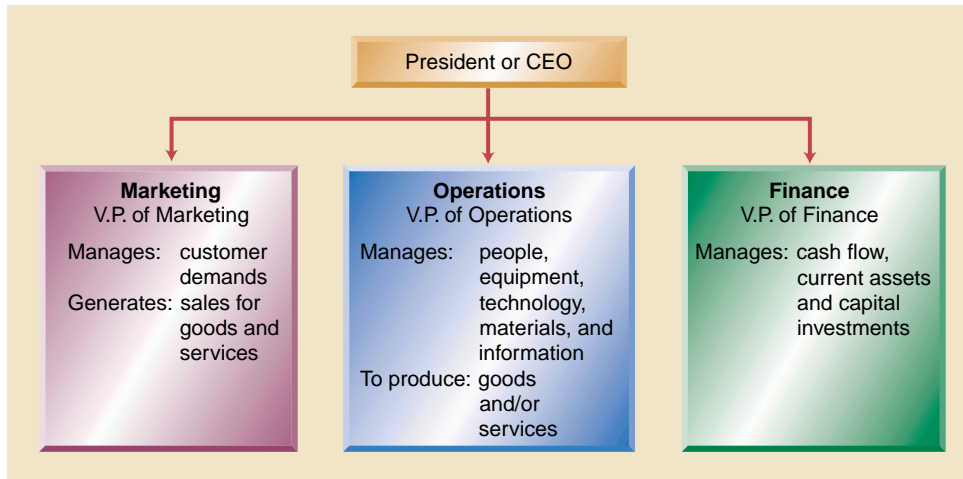 President or CEO
Marketing
V.P. of Marketing
Manages: customer
demands
Generates: sales for
goods and
services
Operations
V.P. of Operations
Manages: people,
equipment,
technology,
materials, and
information
To produce: goods
and/or
services
Finance
V.P. of Finance
Manages: cash flow,
current assets
and capital
investments